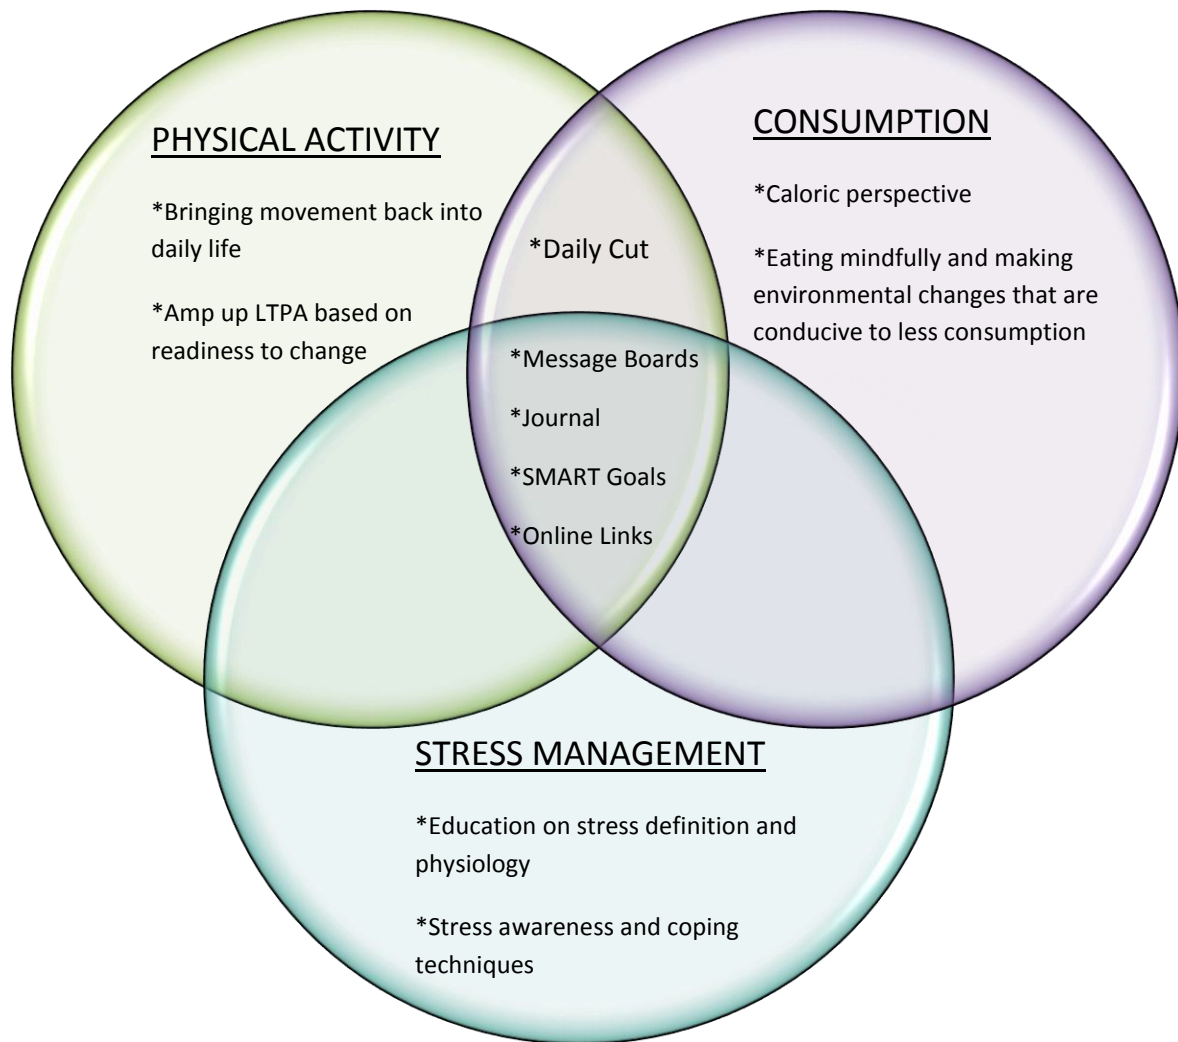 PHYSICAL ACTIVITY
*Bringing movement back into
daily life
*Amp up LTPA based on
readiness to change
CONSUMPTION
*Caloric perspective
*Eating mindfully and making
environmental changes that are
conducive to less consumption
*Daily Cut
*Message Boards
*Journal
*SMART Goals
*Online Links
STRESS MANAGEMENT
*Education on stress definition and
physiology
*Stress awareness and coping
techniques